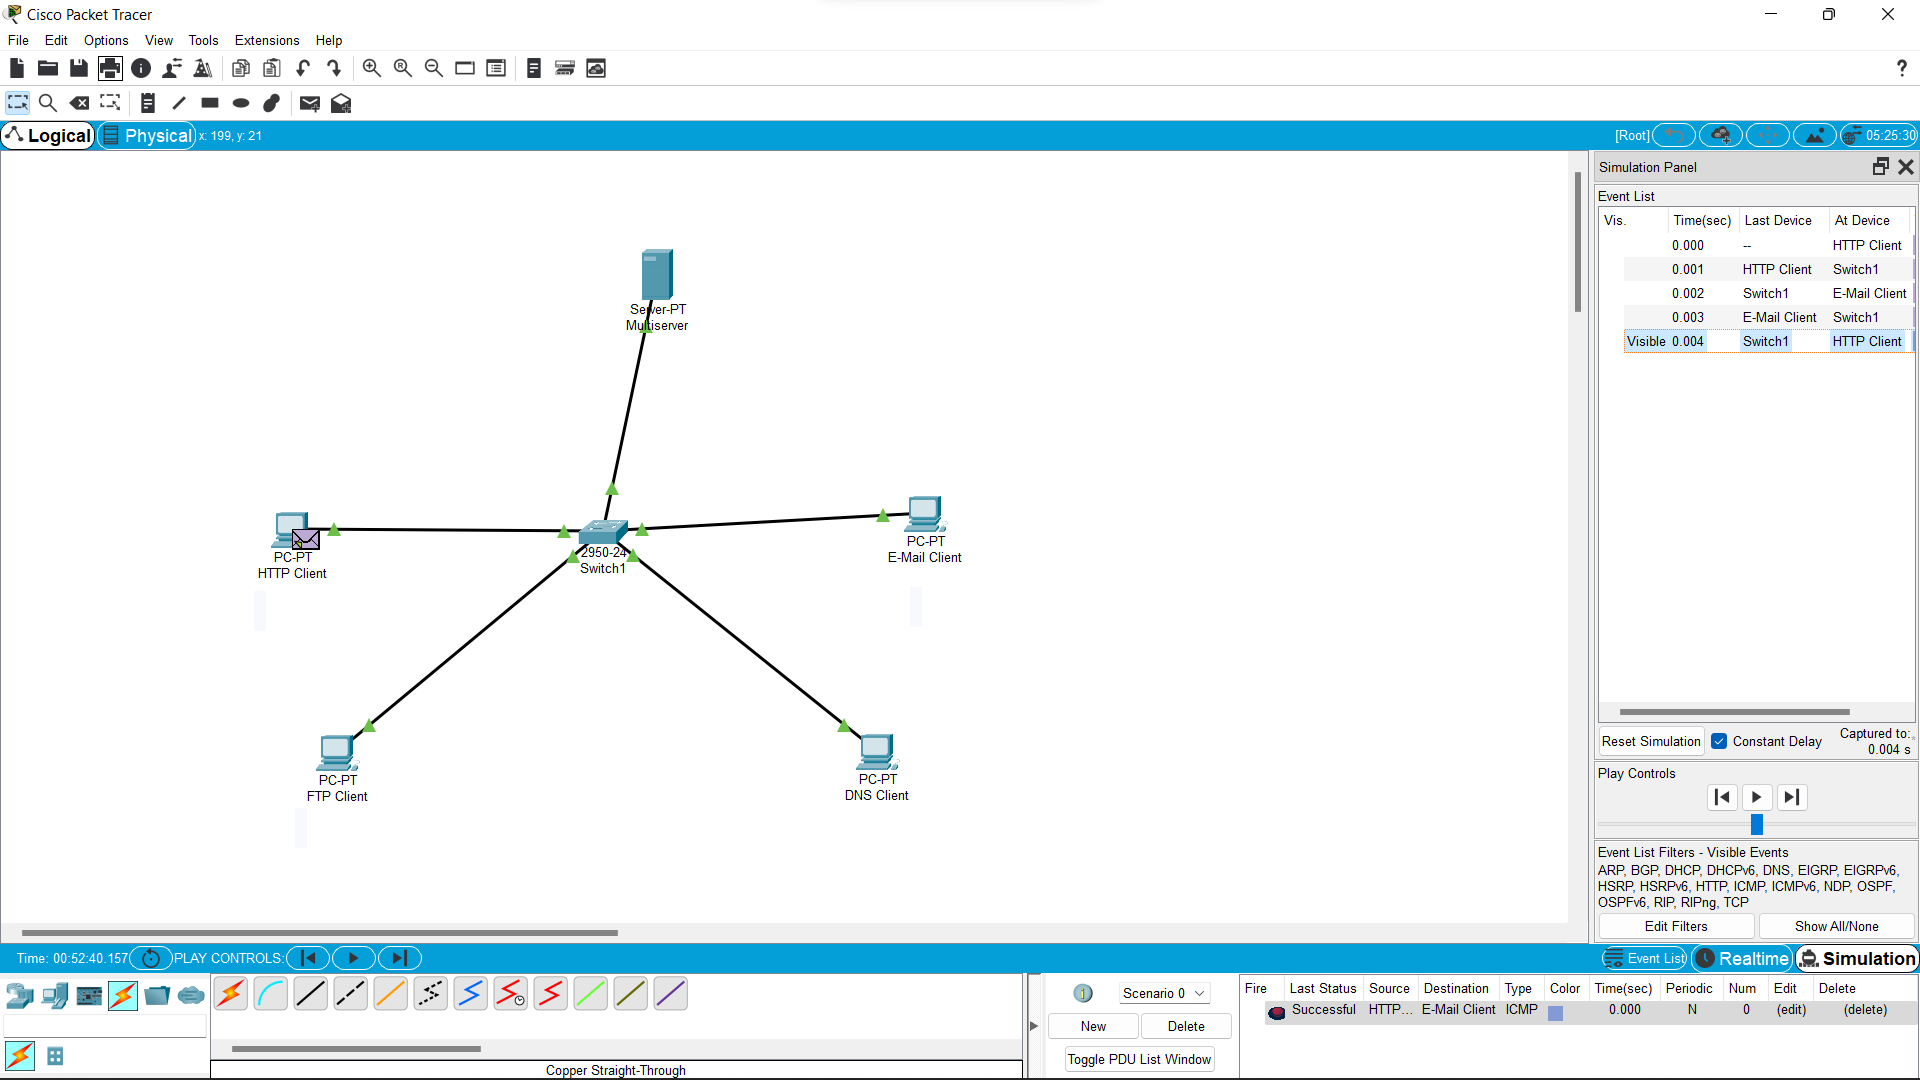 Cisco Packet Tracer
File Edit Options View Tools Extensions Help
?
Logical Physical x: 199, y: 21 [Root] 05:25:30
Simulation Panel
Event List
Vis. Time(sec) Last Device At Device
0.000 -- HTTP Client
0.001 HTTP Client Switch1
0.002 Switch1 E-Mail Client
0.003 E-Mail Client Switch1
Visible 0.004 Switch1 HTTP Client
Server-PT
Multiserver
PC-PT
HTTP Client
2950-24
Switch1
PC-PT
E-Mail Client
PC-PT
FTP Client
PC-PT
DNS Client
Reset Simulation Constant Delay Captured to:
0.004 s
Play Controls
Event List Filters - Visible Events
ARP, BGP, DHCP, DHCPv6, DNS, EIGRP, EIGRPv6,
HSRP, HSRPv6, HTTP, ICMP, ICMPv6, NDP, OSPF,
OSPFv6, RIP, RIPng, TCP
Edit Filters Show All/None
Time: 00:52:40.157 PLAY CONTROLS: Event List Realtime Simulation
Scenario 0
New Delete
Toggle PDU List Window
Fire Last Status Source Destination Type Color Time(sec) Periodic Num Edit Delete
Successful HTTP... E-Mail Client ICMP 0.000 N 0 (edit) (delete)
Copper Straight-Through